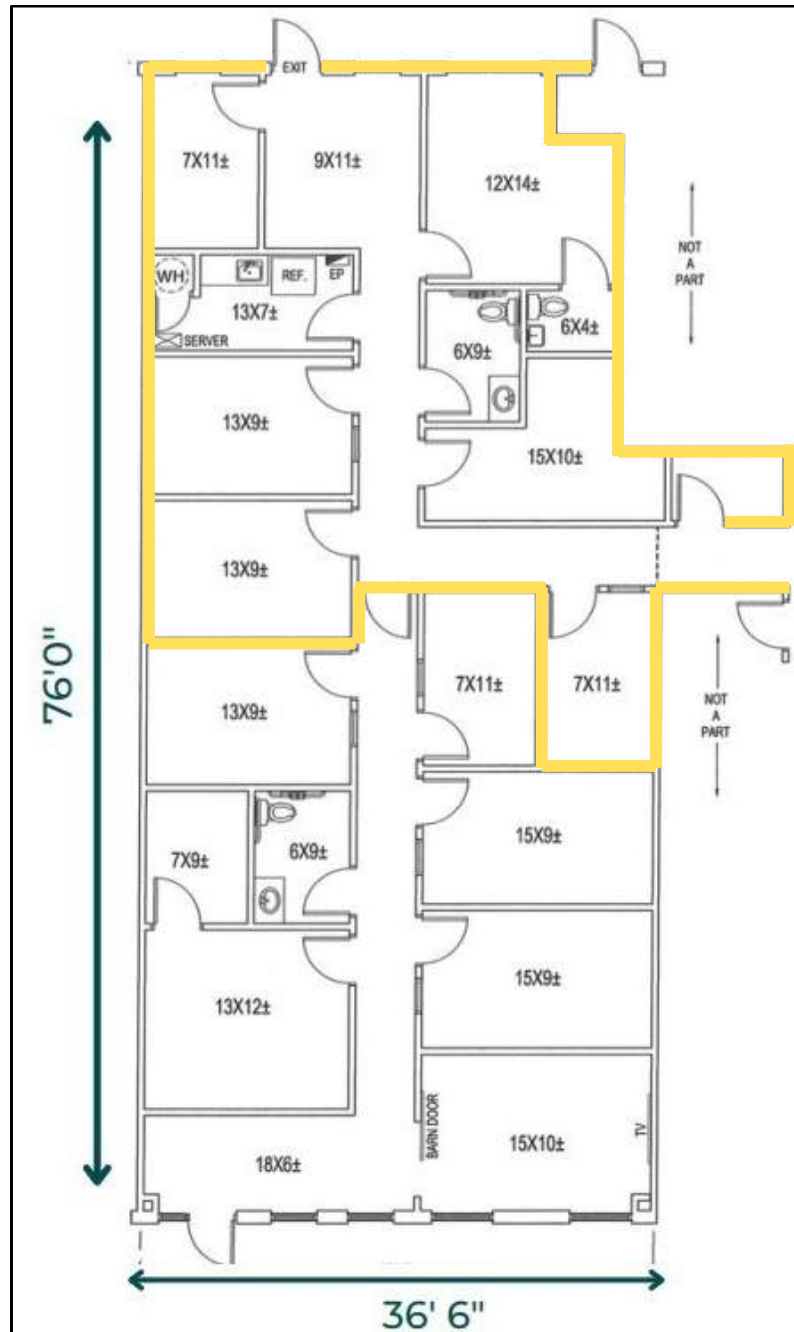 EXIT
7X11±
9X11±
12X14±
NOT
A
PART
WH
REF.
EP
13X7±
SERVER
6X9±
6X4±
13X9±
15X10±
13X9±
76'0"
13X9±
7X11±
7X11±
NOT
A
PART
7X9±
6X9±
15X9±
15X9±
13X12±
BARN DOOR
15X10±
TV
18X6±
36' 6"